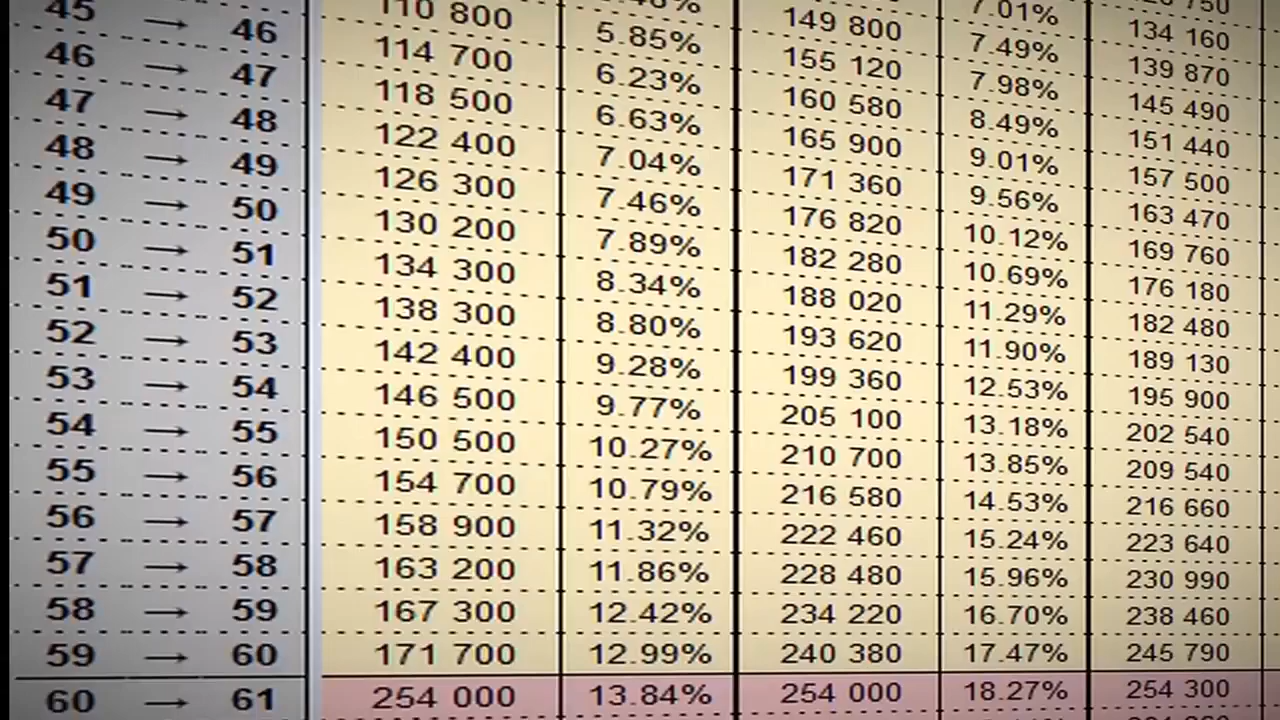 134 160
149 800 7.01% 139 870
110 800 5.85% 155 120 7.49% 145 490
45 → 46 114 700 6.23% 160 580 7.98% 151 440
46 → 47 118 500 6.63% 165 900 8.49% 157 500
47 → 48 122 400 7.04% 171 360 9.01% 163 470
48 → 49 126 300 7.46% 176 820 9.56% 169 760
49 → 50 130 200 7.89% 182 280 10.12% 176 180
50 → 51 134 300 8.34% 188 020 10.69% 182 480
51 → 52 138 300 8.80% 193 620 11.29% 189 130
52 → 53 142 400 9.28% 199 360 11.90% 195 900
53 → 54 146 500 9.77% 205 100 12.53% 202 540
54 → 55 150 500 10.27% 210 700 13.18% 209 540
55 → 56 154 700 10.79% 216 580 13.85% 216 660
56 → 57 158 900 11.32% 222 460 14.53% 223 640
57 → 58 163 200 11.86% 228 480 15.24% 230 990
58 → 59 167 300 12.42% 234 220 15.96% 238 460
59 → 60 171 700 12.99% 240 380 16.70% 245 790
60 → 61 254 000 13.84% 254 000 17.47% 254 300
18.27%